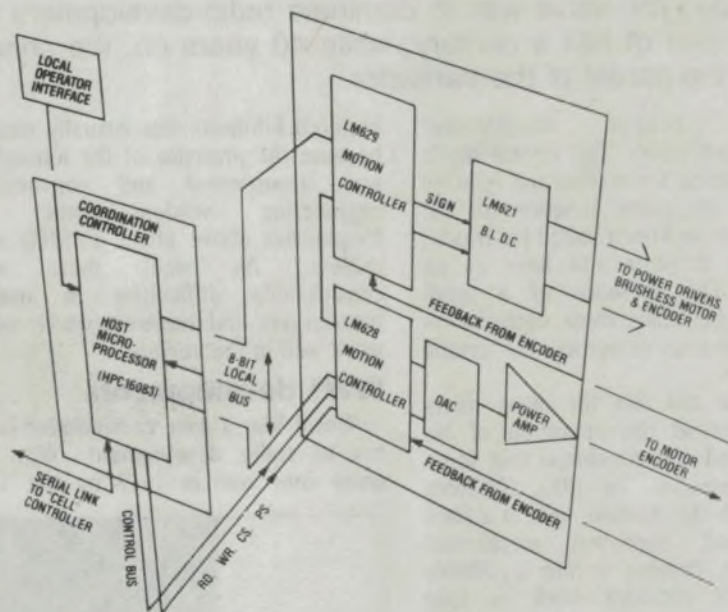 LOCAL
OPERATOR
INTERFACE
COORDINATION
CONTROLLER
HOST
MICRO-
PROCESSOR
(HPC16083)
8-BIT
LOCAL
BUS
SERIAL LINK
TO "CELL"
CONTROLLER
CONTROL BUS
RD. WR. CS. PS
LM629
MOTION
CONTROLLER
SIGN
LM621
B.L.D.C
FEEDBACK FROM ENCODER
LM628
MOTION
CONTROLLER
DAC
POWER
AMP
FEEDBACK FROM ENCODER
TO POWER DRIVERS
BRUSHLESS MOTOR
& ENCODER
TO MOTOR
ENCODER